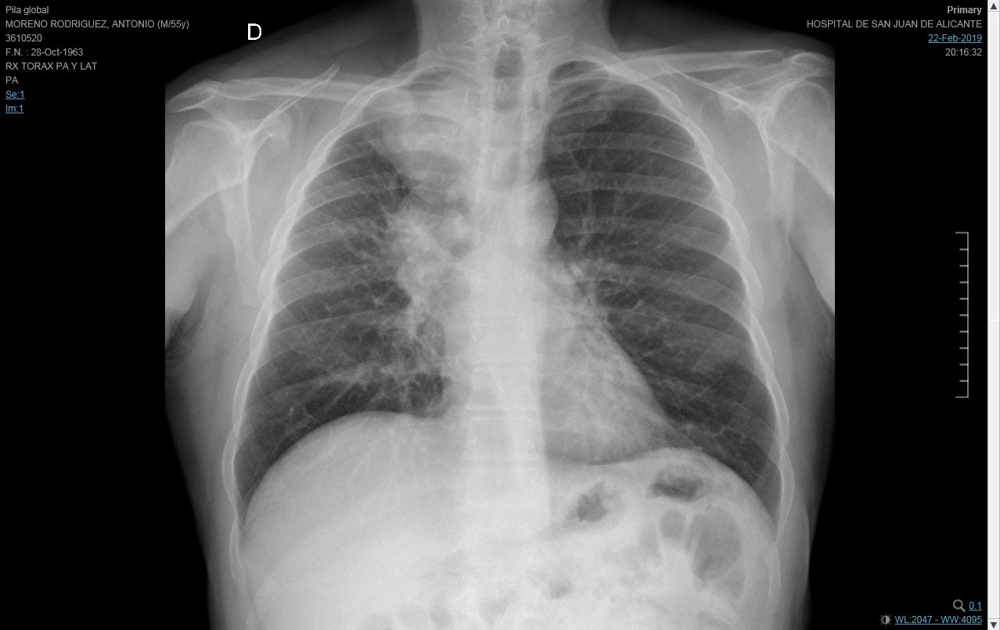 Pila global
MORENO RODRIGUEZ, ANTONIO (M/55y)
3610520
F.N. : 28-Oct-1963
RX TORAX PA Y LAT
PA
Se:1
Im:1
D
Primary
HOSPITAL DE SAN JUAN DE ALICANTE
22-Feb-2019
20:16:32
0.1
WL:2047 - WW:4095